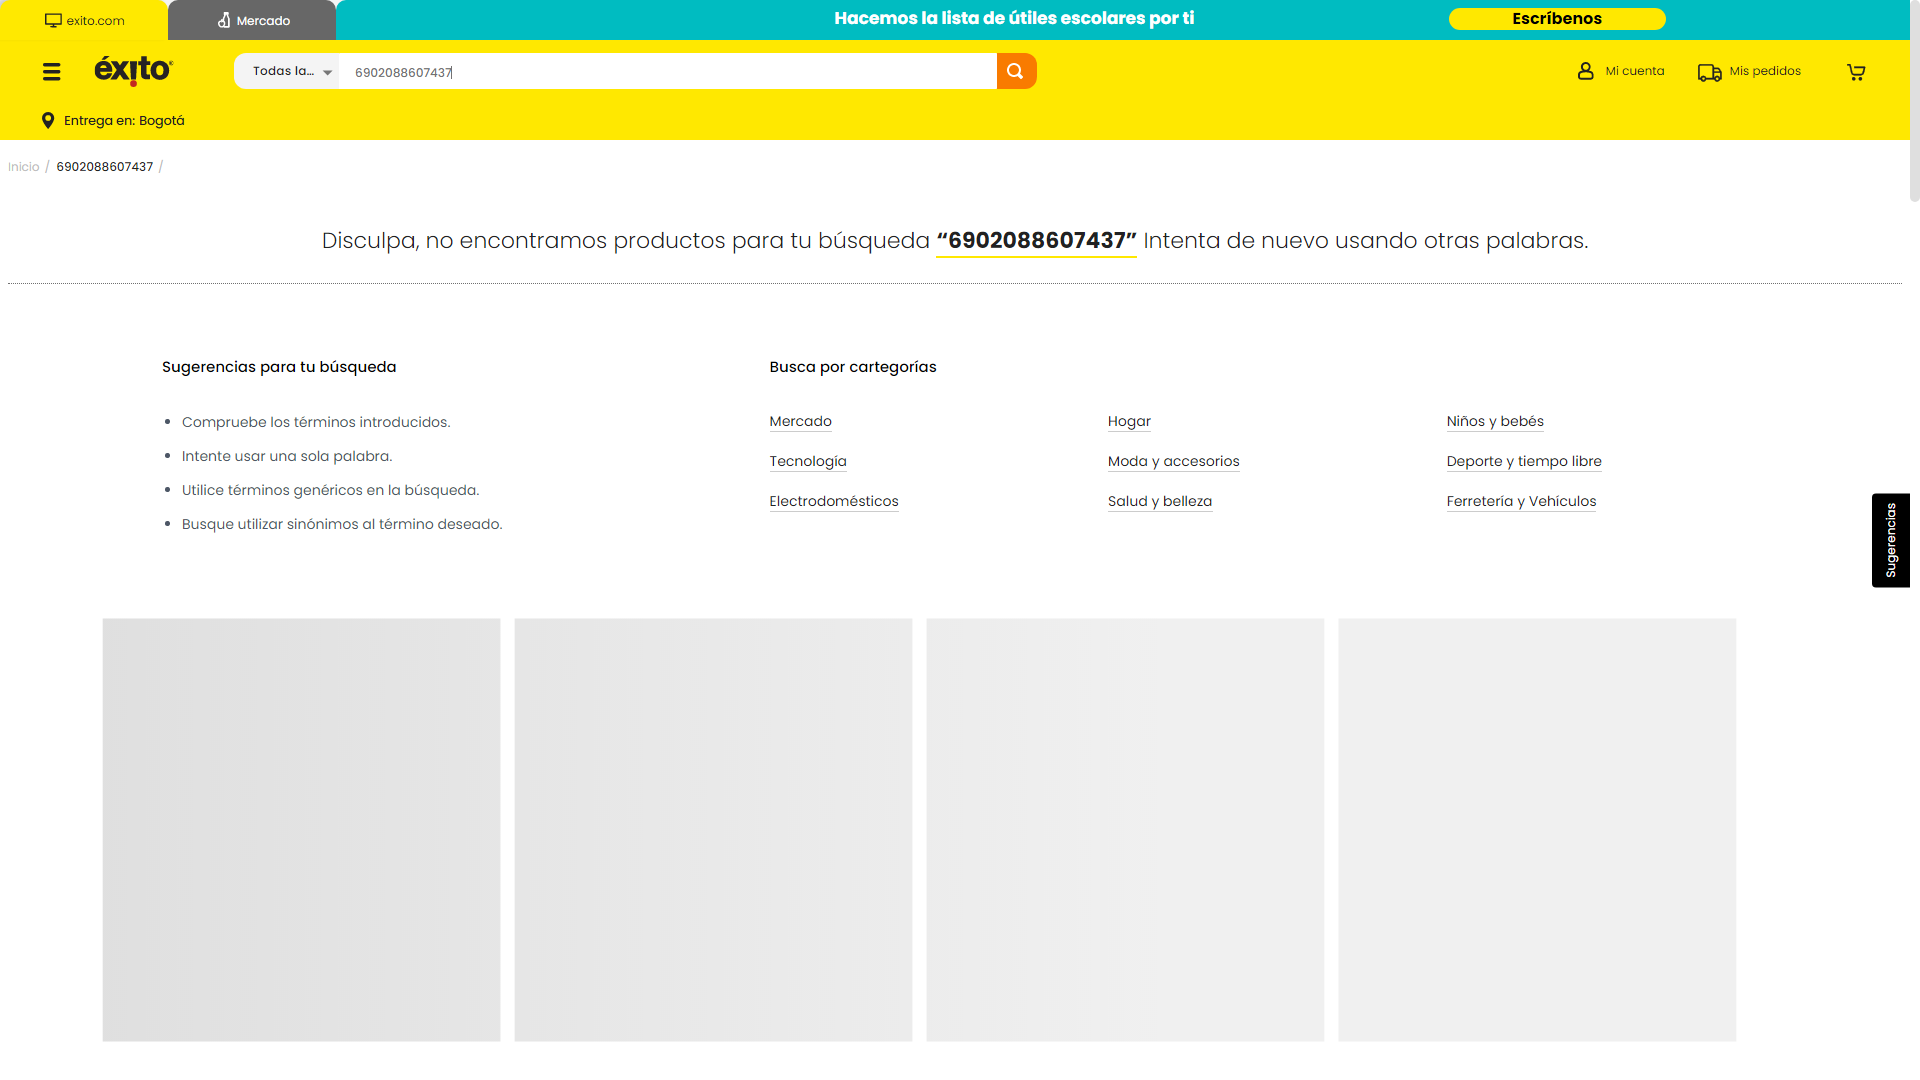 exito.com
Mercado
Hacemos la lista de útiles escolares por ti
Escríbenos
éxito®
Todas la...
6902088607437
Mi cuenta
Mis pedidos
Entrega en: Bogotá
Inicio / 6902088607437 /
Disculpa, no encontramos productos para tu búsqueda “6902088607437” Intenta de nuevo usando otras palabras.
Sugerencias para tu búsqueda
• Compruebe los términos introducidos.
• Intente usar una sola palabra.
• Utilice términos genéricos en la búsqueda.
• Busque utilizar sinónimos al término deseado.
Busca por cartegorías
Mercado
Hogar
Niños y bebés
Tecnología
Moda y accesorios
Deporte y tiempo libre
Electrodomésticos
Salud y belleza
Ferretería y Vehículos
Sugerencias